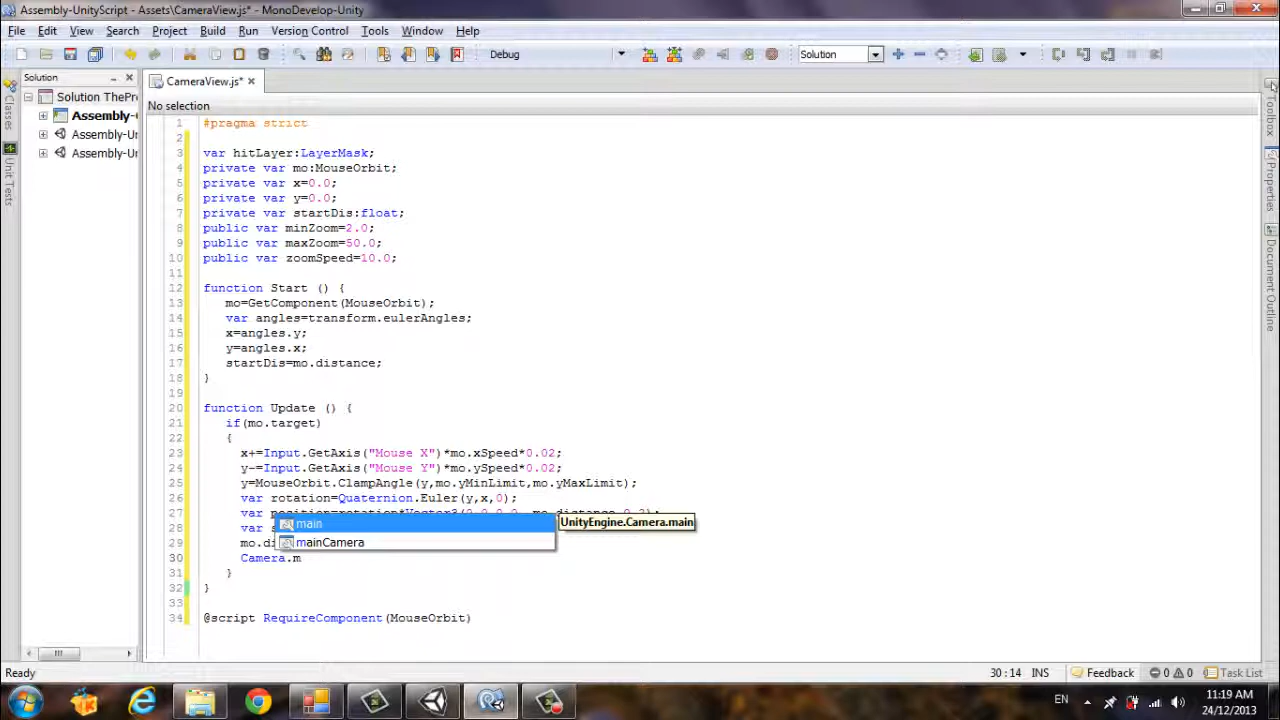 Assembly-UnityScript - Assets\CameraView.js* - MonoDevelop-Unity
File Edit View Search Project Build Run Version Control Tools Window Help
Debug Solution
Solution
CameraView.js*
No selection
Solution ThePr
Assembly-
Assembly-Ur
Assembly-Ur
Classes
Unit Tests
Toolbox
Properties
Document Outline
1 #pragma strict
2
3 var hitLayer:LayerMask;
4 private var mo:MouseOrbit;
5 private var x=0.0;
6 private var y=0.0;
7 private var startDis:float;
8 public var minZoom=2.0;
9 public var maxZoom=50.0;
10 public var zoomSpeed=10.0;
11
12 function Start () {
13 mo=GetComponent(MouseOrbit);
14 var angles=transform.eulerAngles;
15 x=angles.y;
16 y=angles.x;
17 startDis=mo.distance;
18 }
19
20 function Update () {
21 if(mo.target)
22 {
23 x+=Input.GetAxis("Mouse X")*mo.xSpeed*0.02;
24 y-=Input.GetAxis("Mouse Y")*mo.ySpeed*0.02;
25 y=MouseOrbit.ClampAngle(y,mo.yMinLimit,mo.yMaxLimit);
26 var rotation=Quaternion.Euler(y,x,0);
27 var
main UnityEngine.Camera.main
28 var
mainCamera
29 mo.di
30 Camera.m
31 }
32 }
33
34 @script RequireComponent(MouseOrbit)
Ready 30 : 14 INS Feedback 0 0 Task List
EN 11:19 AM
24/12/2013